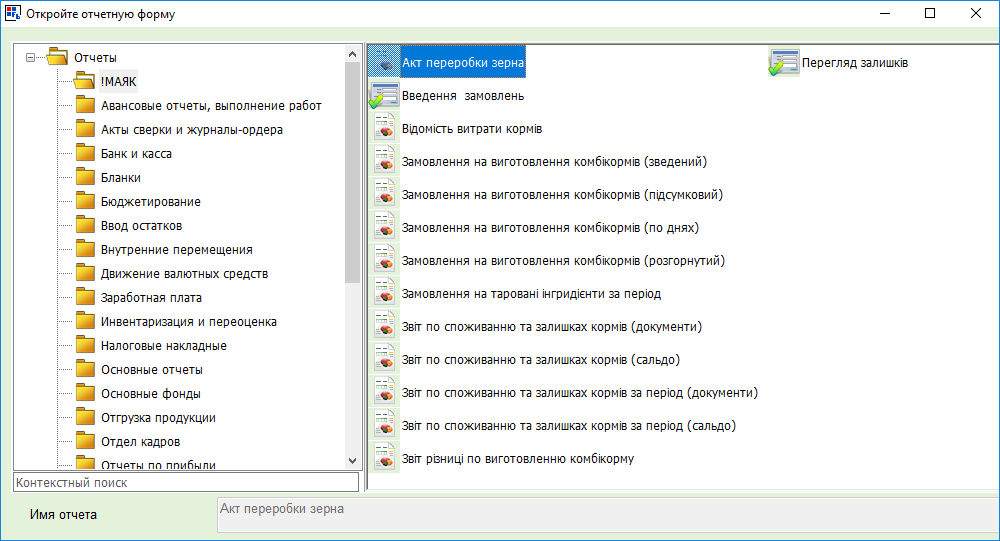 Откройте отчетную форму
Отчеты
!МАЯК
Авансовые отчеты, выполнение работ
Акты сверки и журналы-ордера
Банк и касса
Бланки
Бюджетирование
Ввод остатков
Внутренние перемещения
Движение валютных средств
Заработная плата
Инвентаризация и переоценка
Налоговые накладные
Основные отчеты
Основные фонды
Отгрузка продукции
Отдел кадров
Отчеты по прибыли
Контекстный поиск
Акт переробки зерна
Введення замовлень
Відомість витрати кормів
Замовлення на виготовлення комбікормів (зведений)
Замовлення на виготовлення комбікормів (підсумковий)
Замовлення на виготовлення комбікормів (по днях)
Замовлення на виготовлення комбікормів (розгорнутий)
Замовлення на таровані інгридієнти за період
Звіт по споживанню та залишках кормів (документи)
Звіт по споживанню та залишках кормів (сальдо)
Звіт по споживанню та залишках кормів за період (документи)
Звіт по споживанню та залишках кормів за період (сальдо)
Звіт різниці по виготовленню комбікорму
Перегляд залишків
Имя отчета
Акт переробки зерна